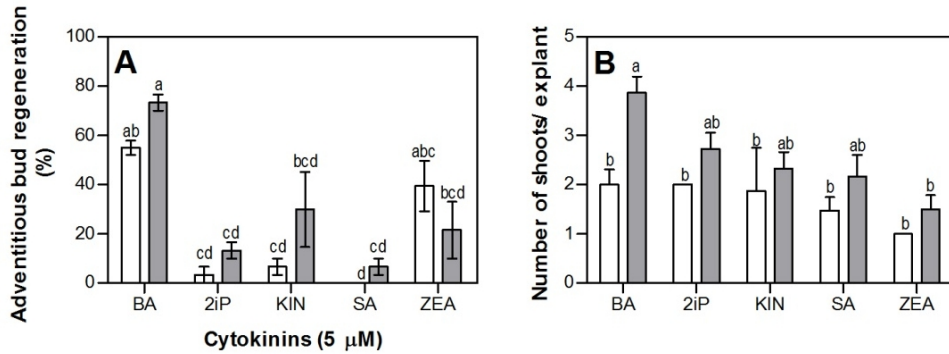 Adventitious bud regeneration
(%)
100
80
60
40
20
0
A
ab
a
cd
cd
cd
bcd
d
cd
abc
bcd
BA
2iP
KIN
SA
ZEA
Cytokinins (5 μM)
Number of shoots/ explant
5
4
3
2
1
0
B
b
a
b
ab
b
ab
b
ab
b
b
BA
2iP
KIN
SA
ZEA